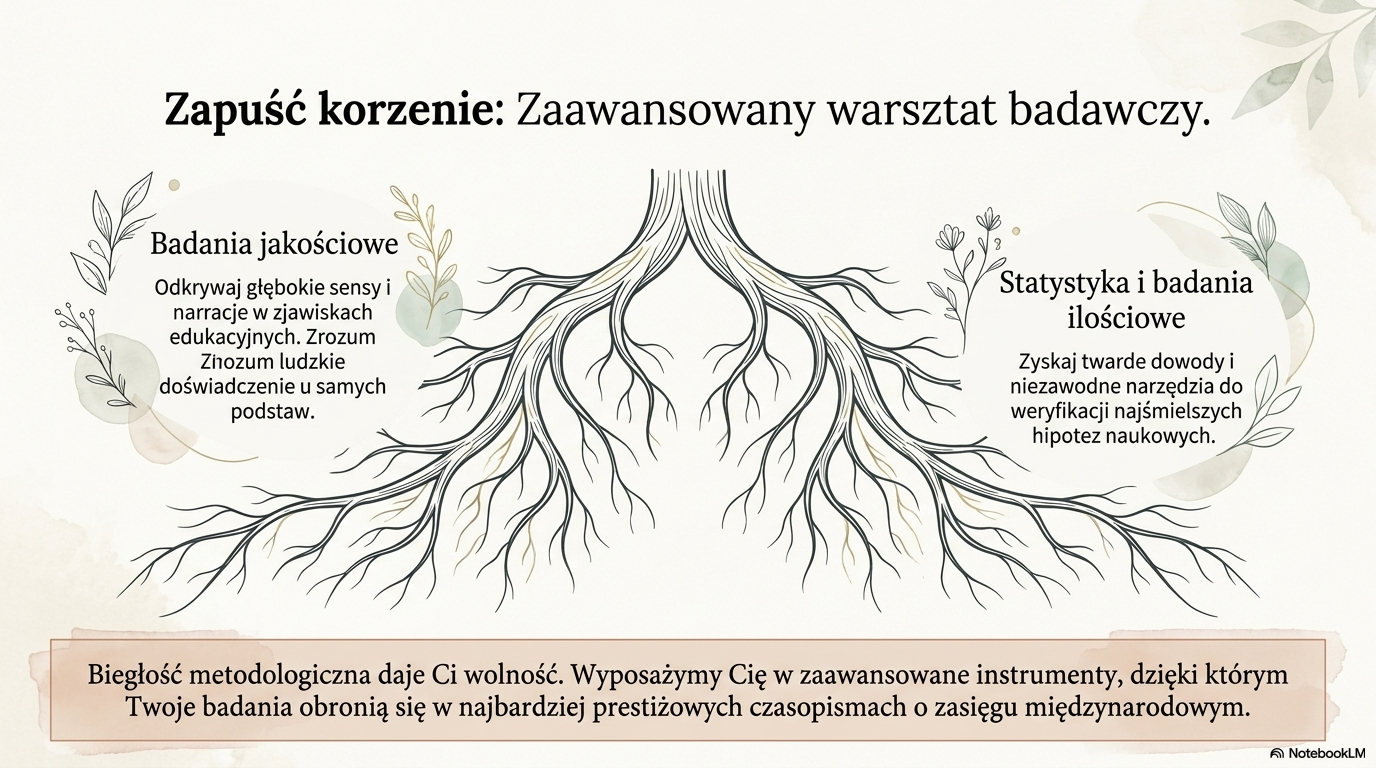 Zapuść korzenie: Zaawansowany warsztat badawczy.
Badania jakościowe
Odkrywaj głębokie sensy i
narracje w zjawiskach
edukacyjnych. Zrozum
Zńozum ludzkie
doświadczenie u samych
podstaw.
Statystyka i badania
ilościowe
Zyskaj twarde dowody i
niezawodne narzędzia do
weryfikacji najśmielszych
hipotez naukowych.
Biegłość metodologiczna daje Ci wolność. Wyposażymy Cię w zaawansowane instrumenty, dzięki którym
Twoje badania obronią się w najbardziej prestiżowych czasopismach o zasięgu międzynarodowym.
NotebookLM